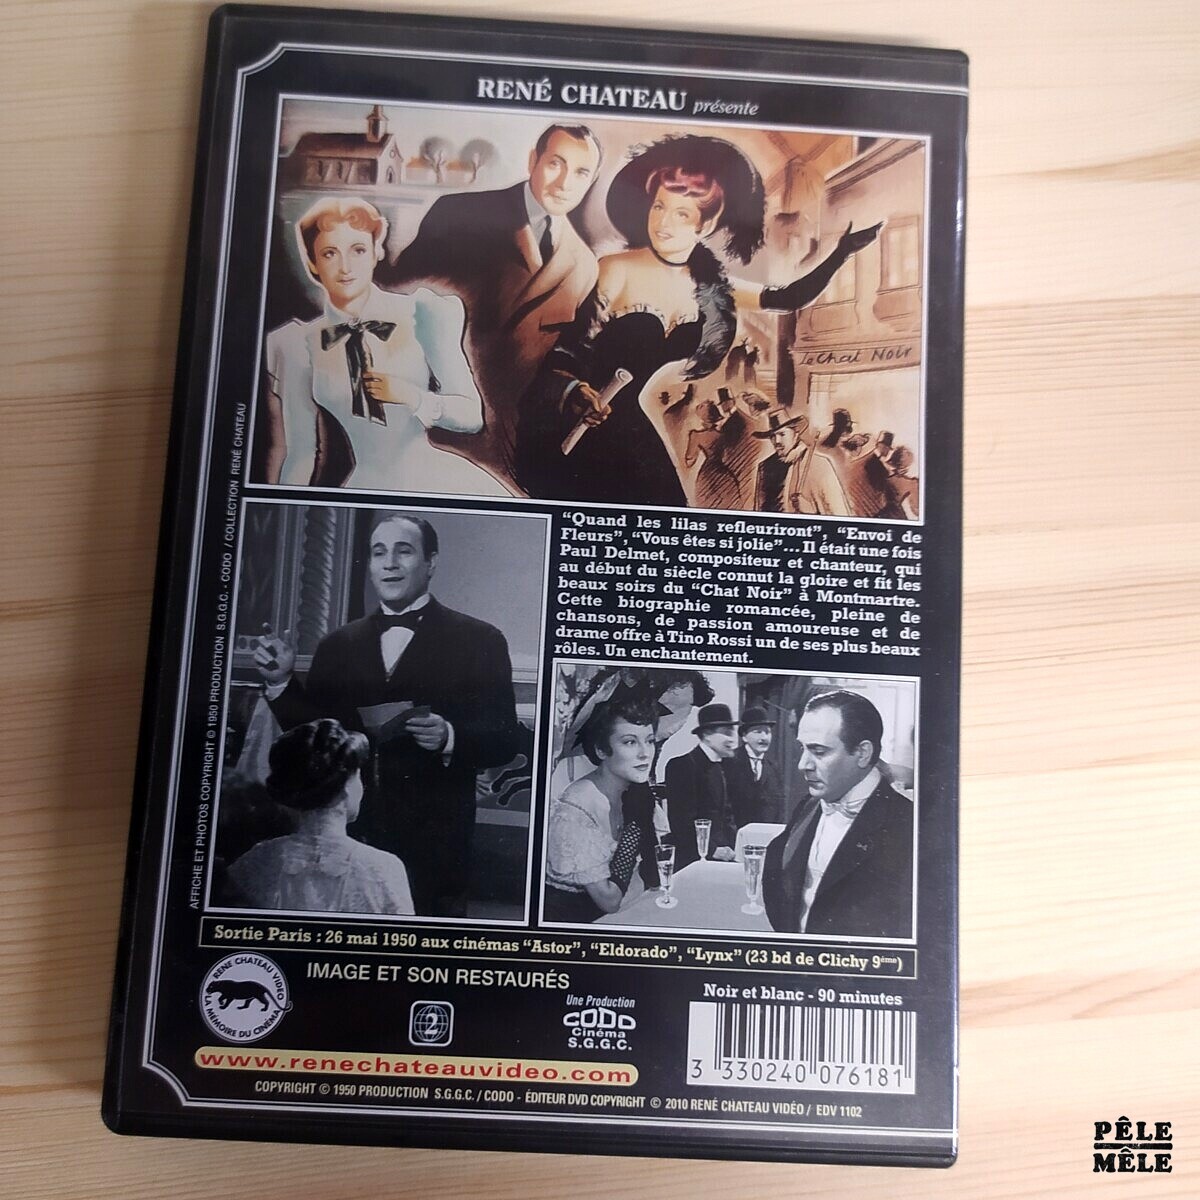 RENÉ CHATEAU présente
Le Chat Noir
AFFICHE ET PHOTOS COPYRIGHT © 1950 PRODUCTION S.G.G.C. - CODO / COLLECTION RENÉ CHATEAU
“Quand les lilas refleuriront”, “Envoi de
Fleurs”, “Vous êtes si jolie”... Il était une fois
Paul Delmet, compositeur et chanteur, qui
au début du siècle connut la gloire et fit les
beaux soirs du “Chat Noir” à Montmartre.
Cette biographie romancée, pleine de
chansons, de passion amoureuse et de
drame offre à Tino Rossi un de ses plus beaux
rôles. Un enchantement.
Sortie Paris : 26 mai 1950 aux cinémas “Astor”, “Eldorado”, “Lynx” (23 bd de Clichy 9ème)
RENE CHATEAU VIDEO
LA MEMOIRE DU CINÉMA
IMAGE ET SON RESTAURÉS
2
Une Production
CODO
Cinéma
S.G.G.C.
Noir et blanc - 90 minutes
3 330240 076181
www.renechateauvideo.com
COPYRIGHT © 1950 PRODUCTION S.G.G.C. / CODO - ÉDITEUR DVD COPYRIGHT © 2010 RENÉ CHATEAU VIDÉO / EDV 1102
PÊLE
MÊLE